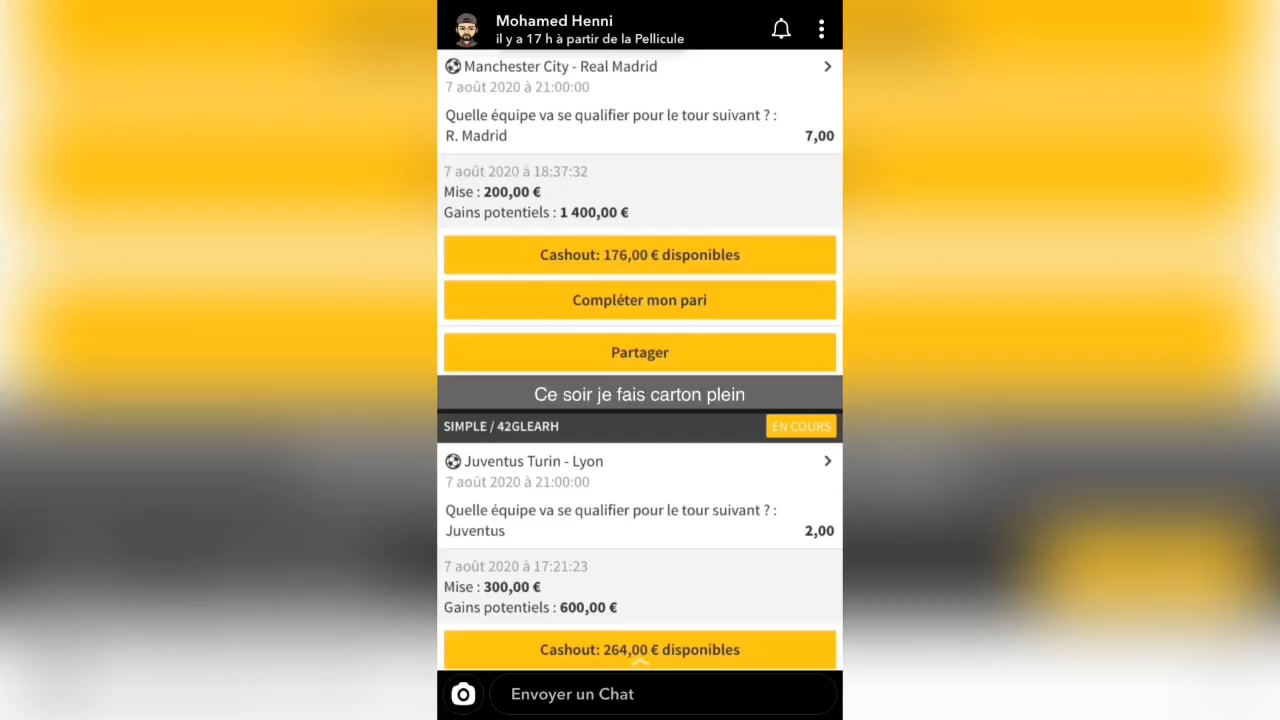 Mohamed Henni
il y a 17 h à partir de la Pellicule
Manchester City - Real Madrid
7 août 2020 à 21:00:00
Quelle équipe va se qualifier pour le tour suivant ? :
R. Madrid 7,00
7 août 2020 à 18:37:32
Mise : 200,00 €
Gains potentiels : 1 400,00 €
Cashout: 176,00 € disponibles
Compléter mon pari
Partager
Ce soir je fais carton plein
SIMPLE / 42GLEARH EN COURS
Juventus Turin - Lyon
7 août 2020 à 21:00:00
Quelle équipe va se qualifier pour le tour suivant ? :
Juventus 2,00
7 août 2020 à 17:21:23
Mise : 300,00 €
Gains potentiels : 600,00 €
Cashout: 264,00 € disponibles
Envoyer un Chat